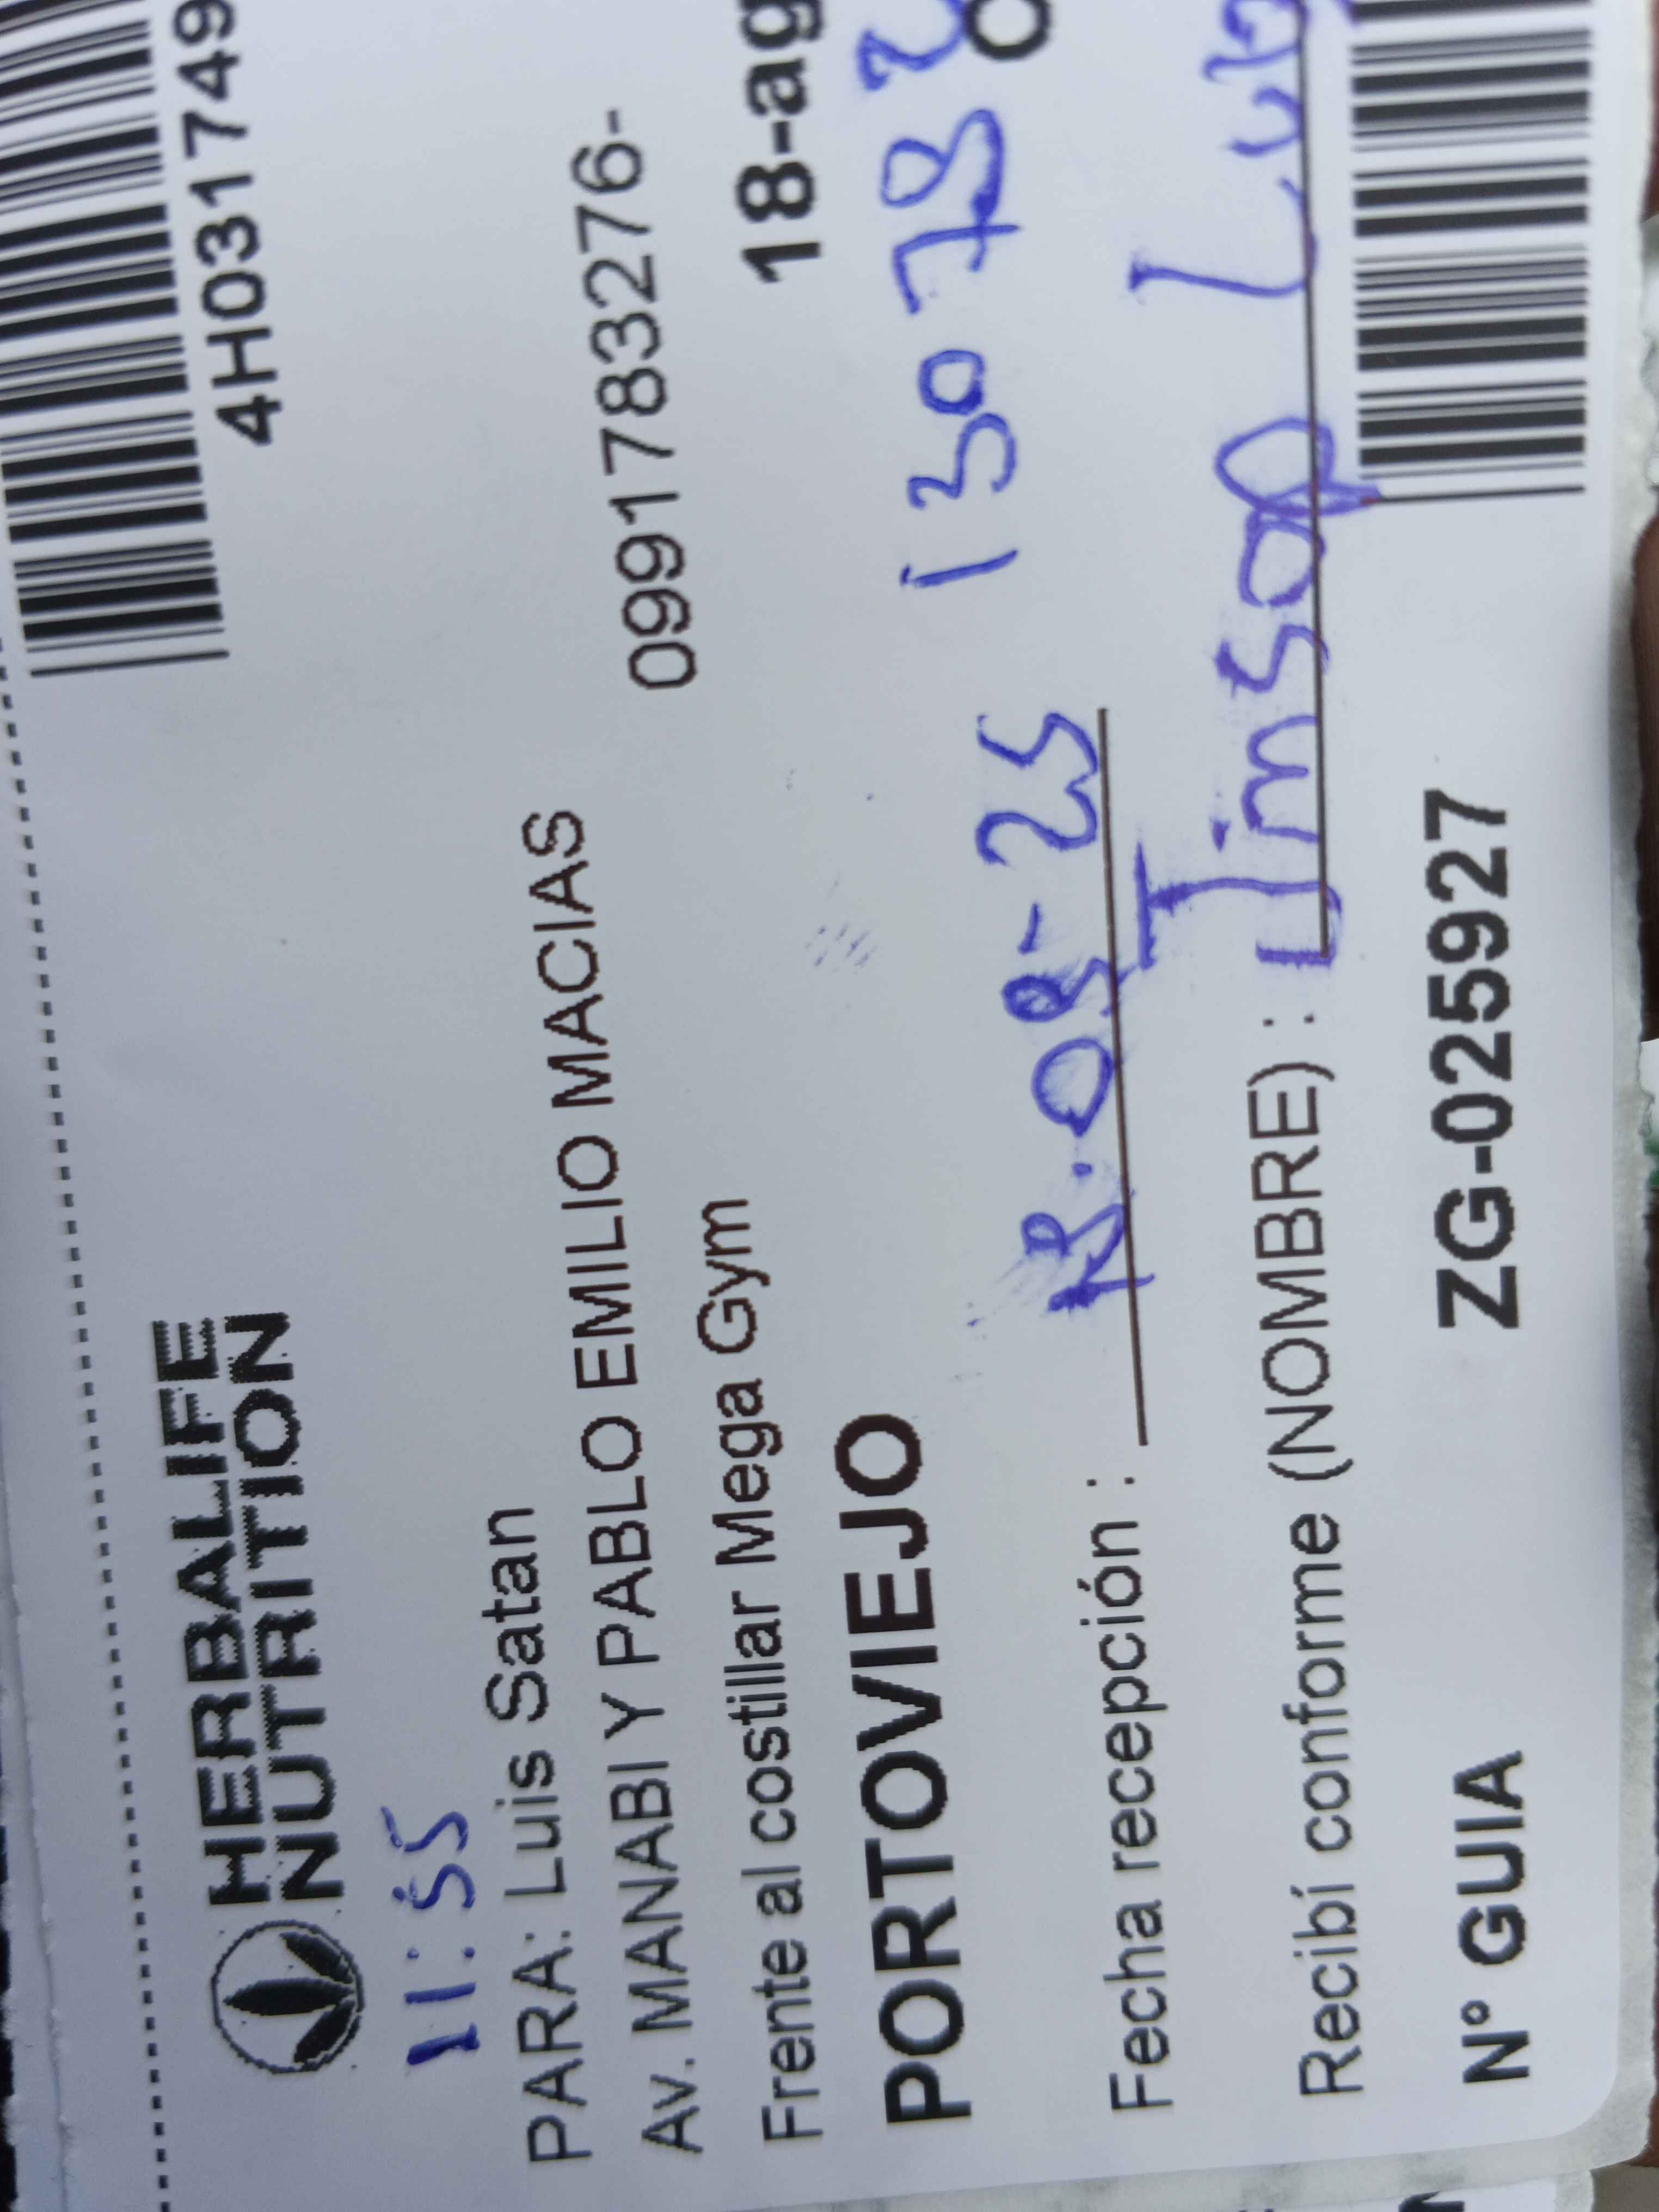 4H031749
HERBALIFE
NUTRITION
11:55
PARA: Luis Satan
Av. MANABI Y PABLO EMILIO MACIAS
0991783276-
Frente al costillar Mega Gym
18-ag
PORTOVIEJO
13078
Fecha recepción : 18.08-25
Recibí conforme (NOMBRE) :
N° GUIA ZG-025927